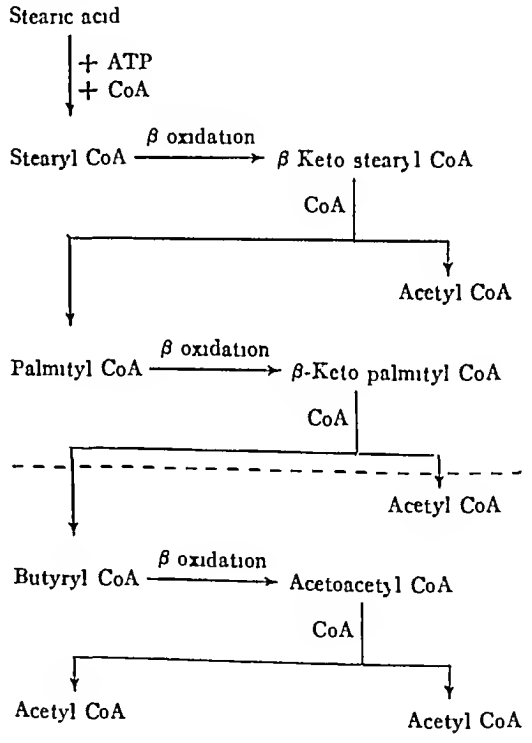 Stearic acid
+ ATP
+ CoA
β oxidation
Stearyl CoA
β Keto stearyl CoA
CoA
Acetyl CoA
β oxidation
Palmityl CoA
β-Keto palmityl CoA
CoA
Acetyl CoA
β oxidation
Butyryl CoA
Acetoacetyl CoA
CoA
Acetyl CoA
Acetyl CoA